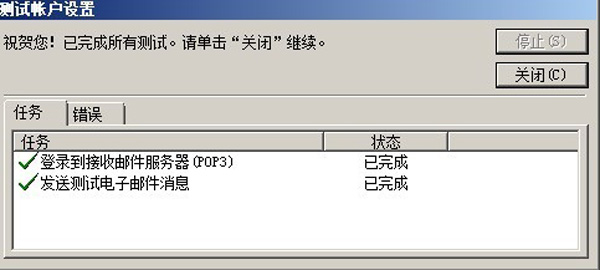 测试帐户设置
祝贺您！已完成所有测试。请单击“关闭”继续。
停止(S)
关闭(C)
任务 错误
任务 状态
登录到接收邮件服务器(POP3) 已完成
发送测试电子邮件消息 已完成